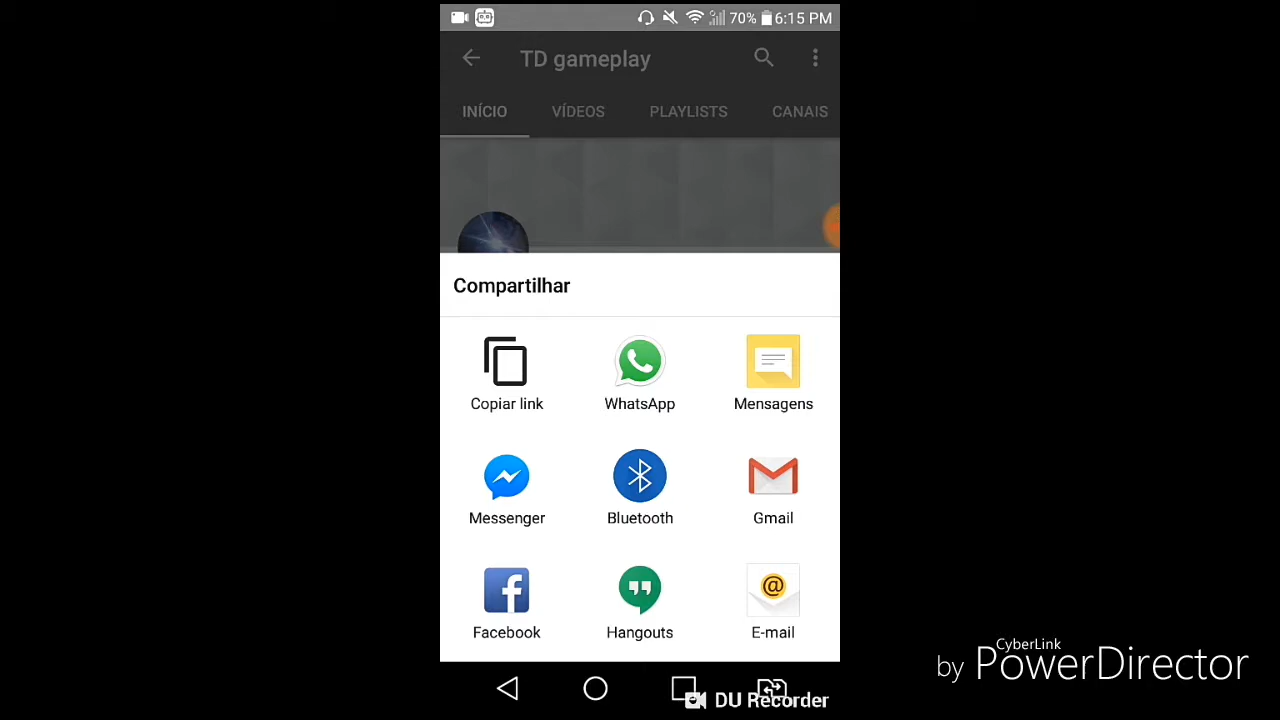 70% 6:15 PM
TD gameplay
INÍCIO VÍDEOS PLAYLISTS CANAIS
Compartilhar
Copiar link WhatsApp Mensagens
Messenger Bluetooth Gmail
Facebook Hangouts E-mail
CyberLink
by PowerDirector
DU Recorder